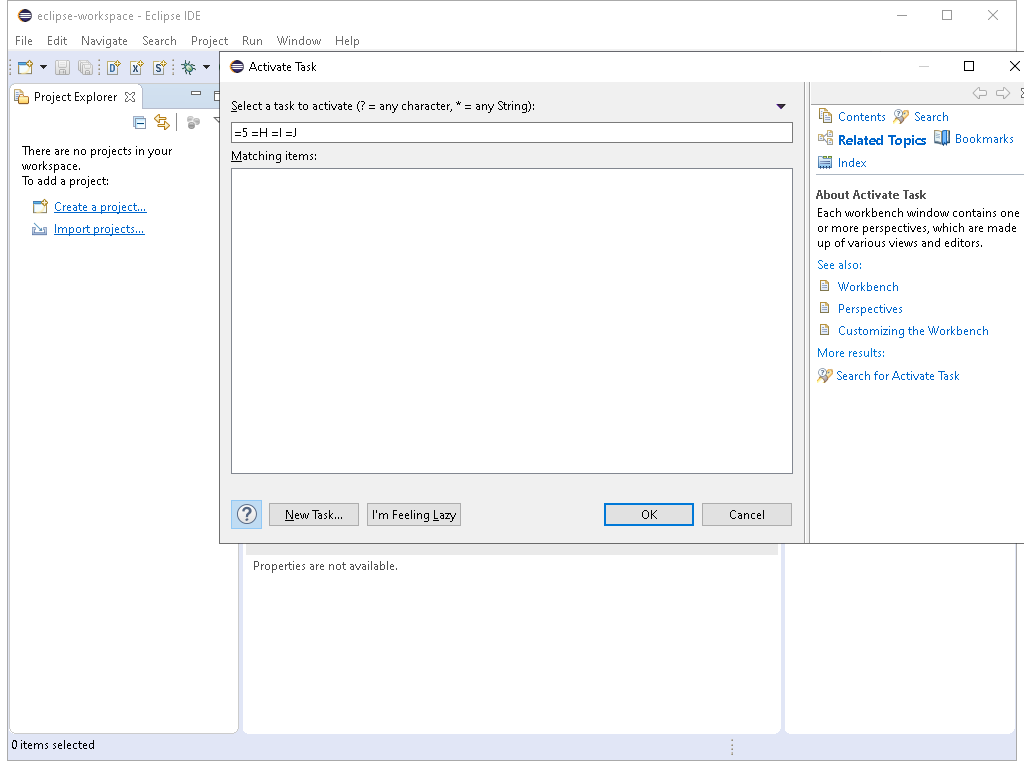 eclipse-workspace - Eclipse IDE
File Edit Navigate Search Project Run Window Help
Project Explorer
There are no projects in your
workspace.
To add a project:
Create a project...
Import projects...
Activate Task
Select a task to activate (? = any character, * = any String):
=5 =H =I =J
Matching items:
New Task...
I'm Feeling Lazy
OK
Cancel
Contents
Search
Related Topics
Bookmarks
Index
About Activate Task
Each workbench window contains one
or more perspectives, which are made
up of various views and editors.
See also:
Workbench
Perspectives
Customizing the Workbench
More results:
Search for Activate Task
Properties are not available.
0 items selected